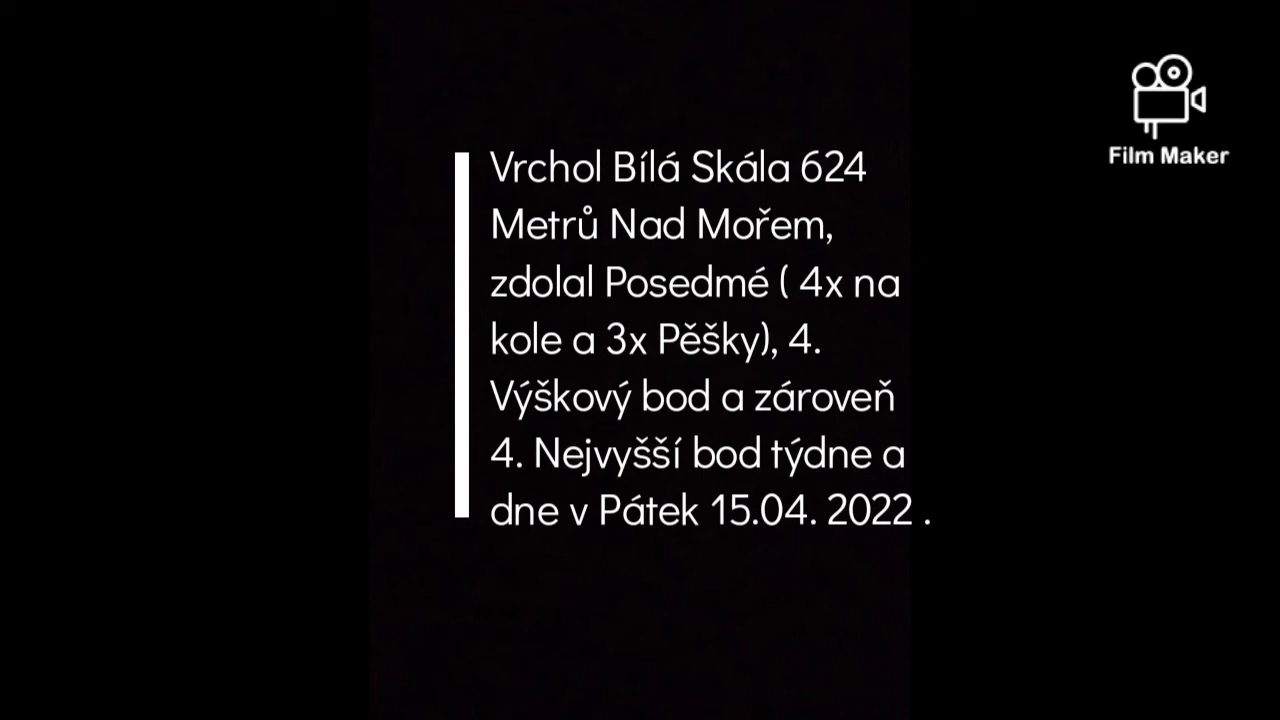 Film Maker
Vrchol Bílá Skála 624
Metrů Nad Mořem,
zdolal Posedmé ( 4x na
kole a 3x Pěšky), 4.
Výškový bod a zároveň
4. Nejvyšší bod týdne a
dne v Pátek 15.04. 2022 .